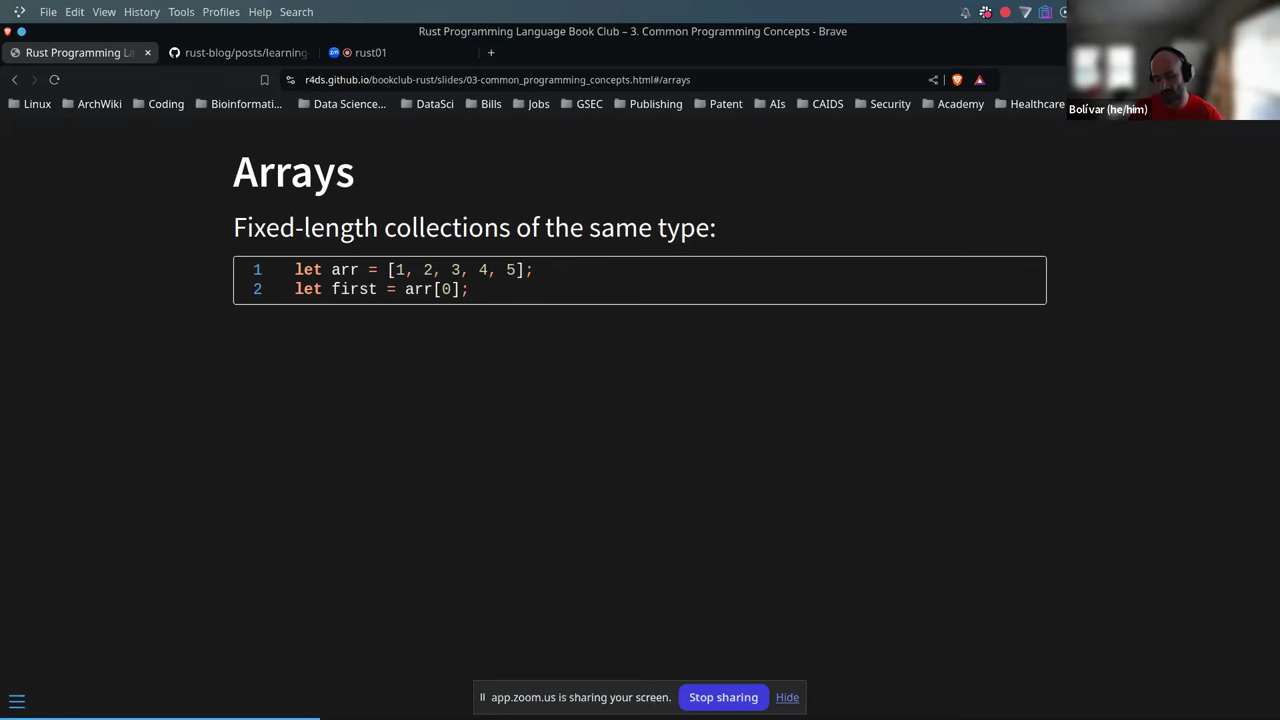 File Edit View History Tools Profiles Help Search
Rust Programming Language Book Club – 3. Common Programming Concepts - Brave
Rust Programming La
rust-blog/posts/learning
zm rust01
r4ds.github.io/bookclub-rust/slides/03-common_programming_concepts.html#/arrays
Linux ArchWiki Coding Bioinformati... Data Science... DataSci Bills Jobs GSEC Publishing Patent AIs CAIDS Security Academy Healthcare
Bolívar (he/him)
Arrays
Fixed-length collections of the same type:
1 let arr = [1, 2, 3, 4, 5];
2 let first = arr[0];
app.zoom.us is sharing your screen. Stop sharing Hide